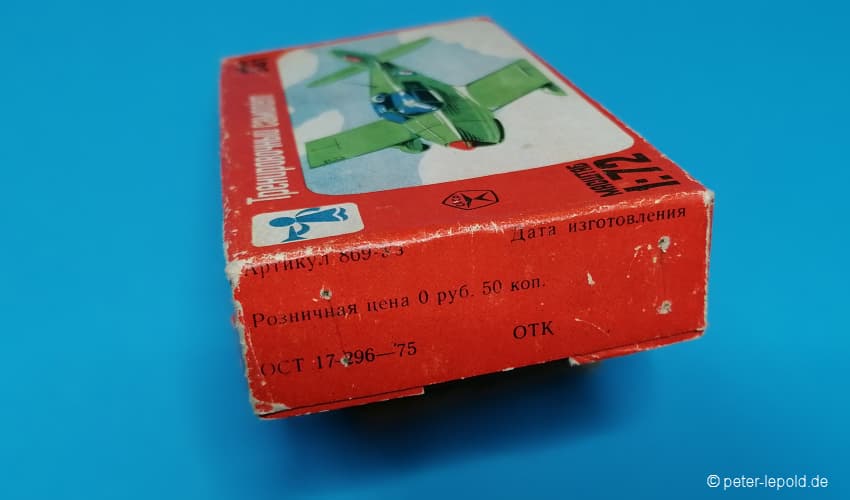 Тренировочный самолет
МАСШТАБ
1:72
Артикул 869-83
Дата изготовления
Розничная цена 0 руб. 50 коп.
ОСТ 17-296—75
ОТК
© peter-lepold.de